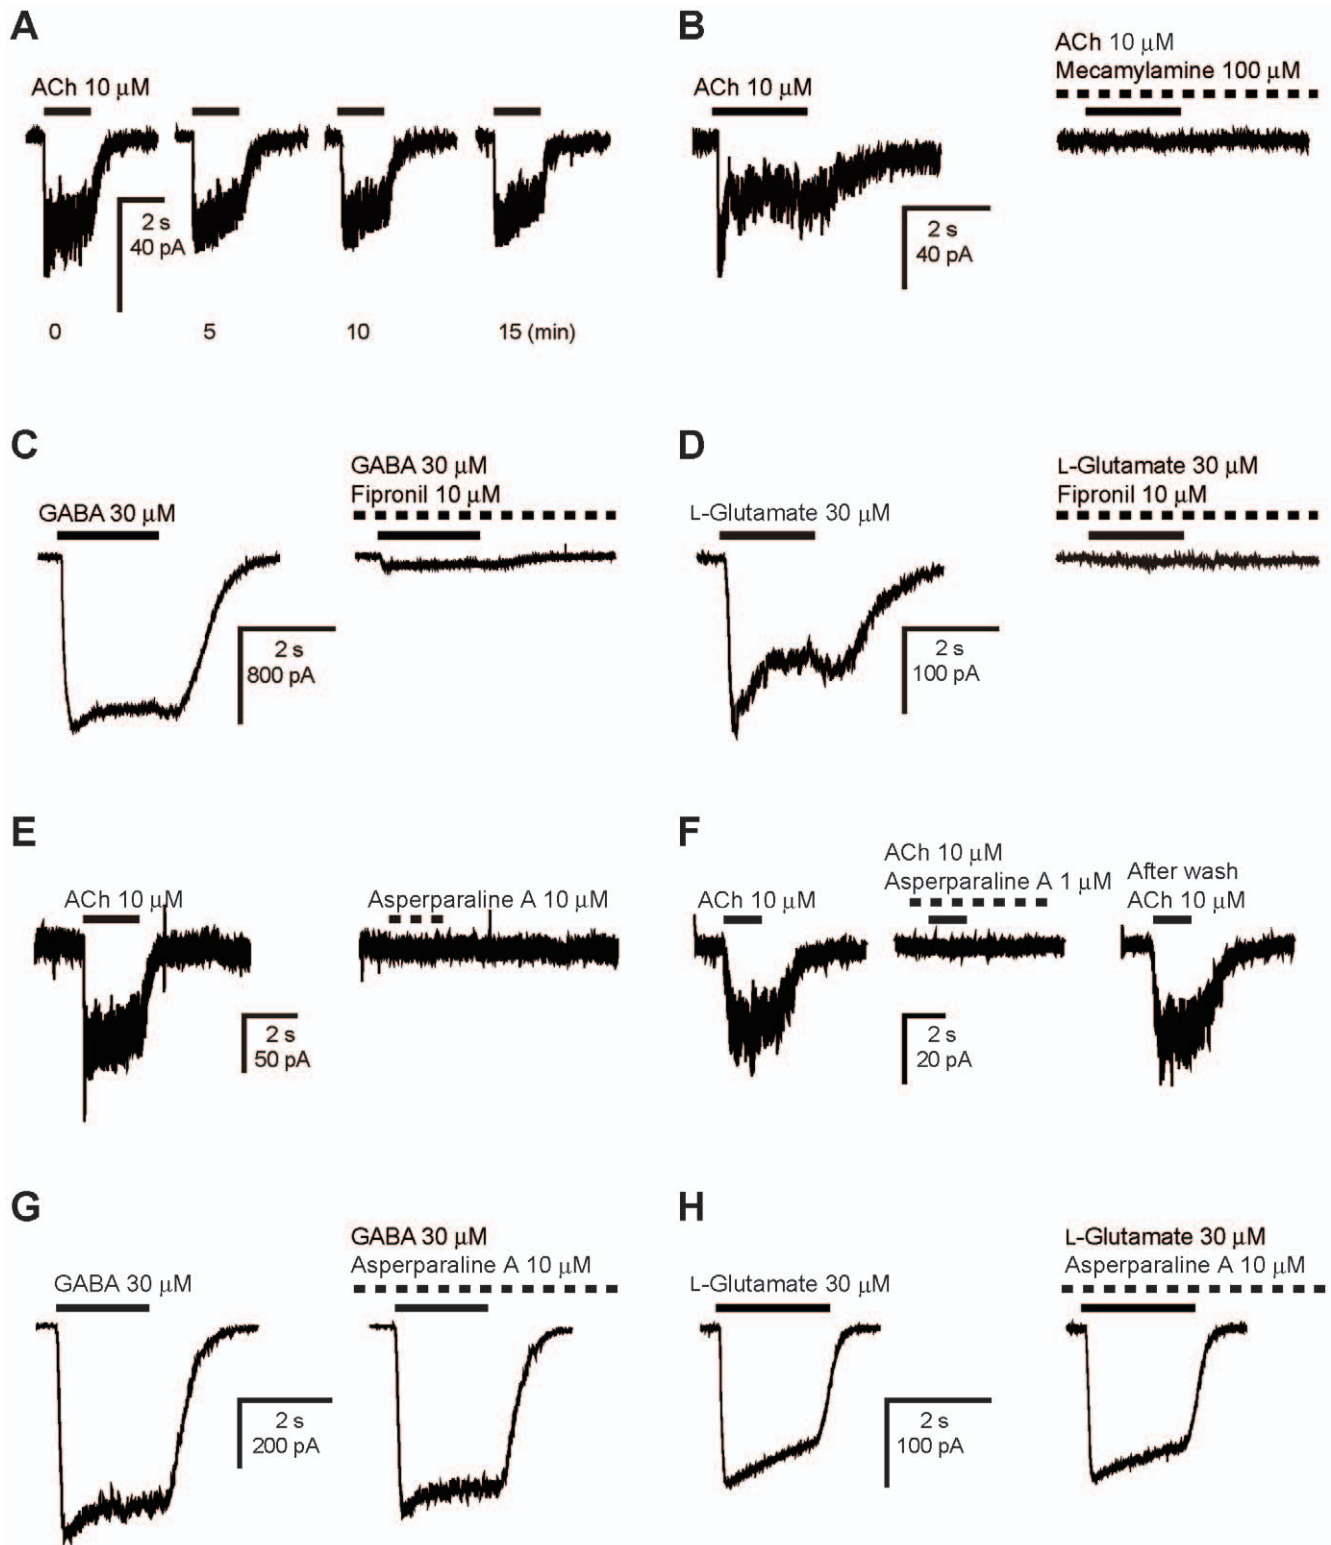 A
ACh 10 μM
2 s
40 pA
0 5 10 15 (min)
B
ACh 10 μM
ACh 10 μM
Mecamylamine 100 μM
2 s
40 pA
C
GABA 30 μM
GABA 30 μM
Fipronil 10 μM
2 s
800 pA
D
L-Glutamate 30 μM
L-Glutamate 30 μM
Fipronil 10 μM
2 s
100 pA
E
ACh 10 μM
Asperparaline A 10 μM
2 s
50 pA
F
ACh 10 μM
ACh 10 μM
Asperparaline A 1 μM
After wash
ACh 10 μM
2 s
20 pA
G
GABA 30 μM
GABA 30 μM
Asperparaline A 10 μM
2 s
200 pA
H
L-Glutamate 30 μM
L-Glutamate 30 μM
Asperparaline A 10 μM
2 s
100 pA